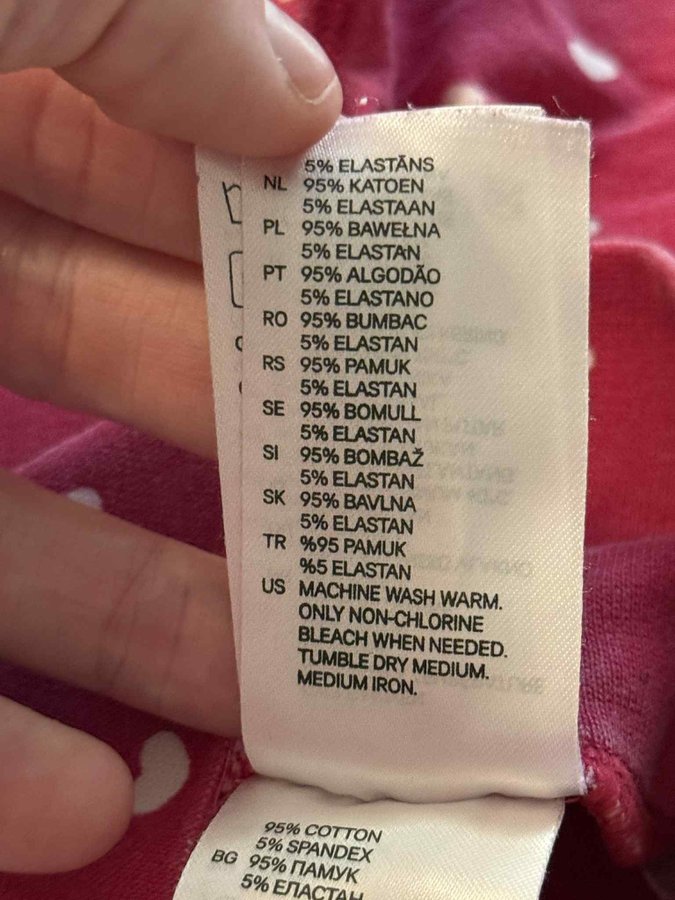 5% ELASTĀNS
NL 95% KATOEN
5% ELASTAAN
PL 95% BAWEŁNA
5% ELASTAN
PT 95% ALGODÃO
5% ELASTANO
RO 95% BUMBAC
5% ELASTAN
RS 95% PAMUK
5% ELASTAN
SE 95% BOMULL
5% ELASTAN
SI 95% BOMBAŽ
5% ELASTAN
SK 95% BAVLNA
5% ELASTAN
TR %95 PAMUK
%5 ELASTAN
US MACHINE WASH WARM.
ONLY NON-CHLORINE
BLEACH WHEN NEEDED.
TUMBLE DRY MEDIUM.
MEDIUM IRON.
95% COTTON
5% SPANDEX
BG 95% ПАМУК
5% ЕЛАСТАН